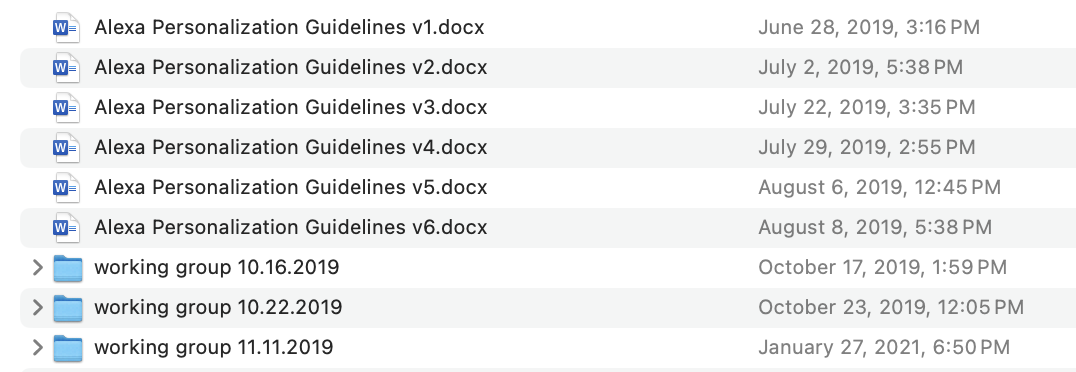 Alexa Personalization Guidelines v1.docx June 28, 2019, 3:16 PM
Alexa Personalization Guidelines v2.docx July 2, 2019, 5:38 PM
Alexa Personalization Guidelines v3.docx July 22, 2019, 3:35 PM
Alexa Personalization Guidelines v4.docx July 29, 2019, 2:55 PM
Alexa Personalization Guidelines v5.docx August 6, 2019, 12:45 PM
Alexa Personalization Guidelines v6.docx August 8, 2019, 5:38 PM
working group 10.16.2019 October 17, 2019, 1:59 PM
working group 10.22.2019 October 23, 2019, 12:05 PM
working group 11.11.2019 January 27, 2021, 6:50 PM